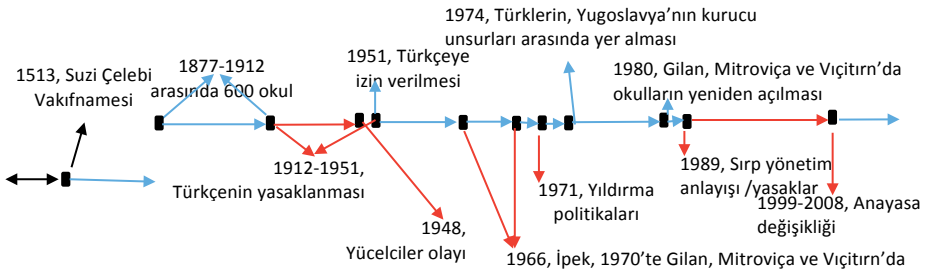 1513, Suzi Çelebi
Vakıfnamesi
1877-1912
arasında 600 okul
1912-1951,
Türkçenin yasaklanması
1951, Türkçeye
izin verilmesi
1948,
Yücelciler olayı
1974, Türklerin, Yugoslavya’nın kurucu
unsurları arasında yer alması
1966, İpek, 1970’te Gilan, Mitroviça ve Vıçitırn’da
1971, Yıldırma
politikaları
1980, Gilan, Mitroviça ve Vıçitırn’da
okulların yeniden açılması
1989, Sırp yönetim
anlayışı /yasaklar
1999-2008, Anayasa
değişikliği